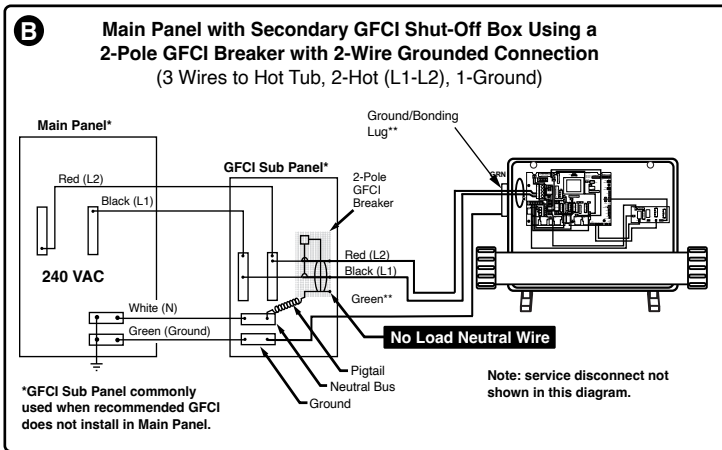 B
Main Panel with Secondary GFCI Shut-Off Box Using a
2-Pole GFCI Breaker with 2-Wire Grounded Connection
(3 Wires to Hot Tub, 2-Hot (L1-L2), 1-Ground)
Main Panel*
Ground/Bonding
Lug**
GFCI Sub Panel*
2-Pole
GFCI
Breaker
GRN
Red (L2)
Black (L1)
240 VAC
Red (L2)
Black (L1)
Green**
White (N)
Green (Ground)
No Load Neutral Wire
Pigtail
Neutral Bus
Ground
*GFCI Sub Panel commonly
used when recommended GFCI
does not install in Main Panel.
Note: service disconnect not
shown in this diagram.